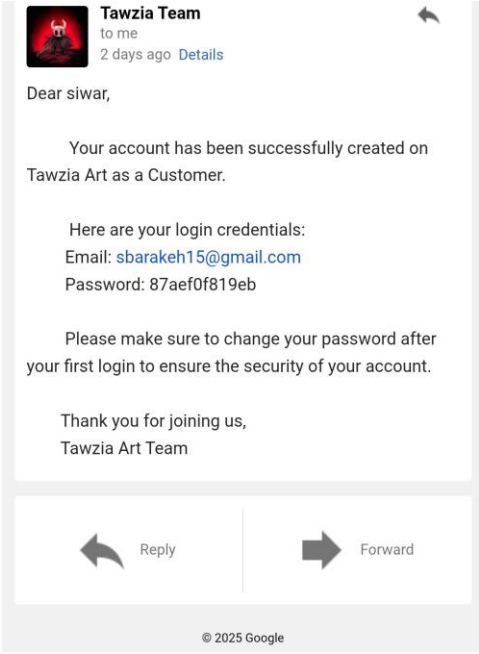 Tawzia Team
to me
2 days ago Details
Dear siwar,
Your account has been successfully created on
Tawzia Art as a Customer.
Here are your login credentials:
Email: sbarakeh15@gmail.com
Password: 87aef0f819eb
Please make sure to change your password after
your first login to ensure the security of your account.
Thank you for joining us,
Tawzia Art Team
Reply
Forward
© 2025 Google